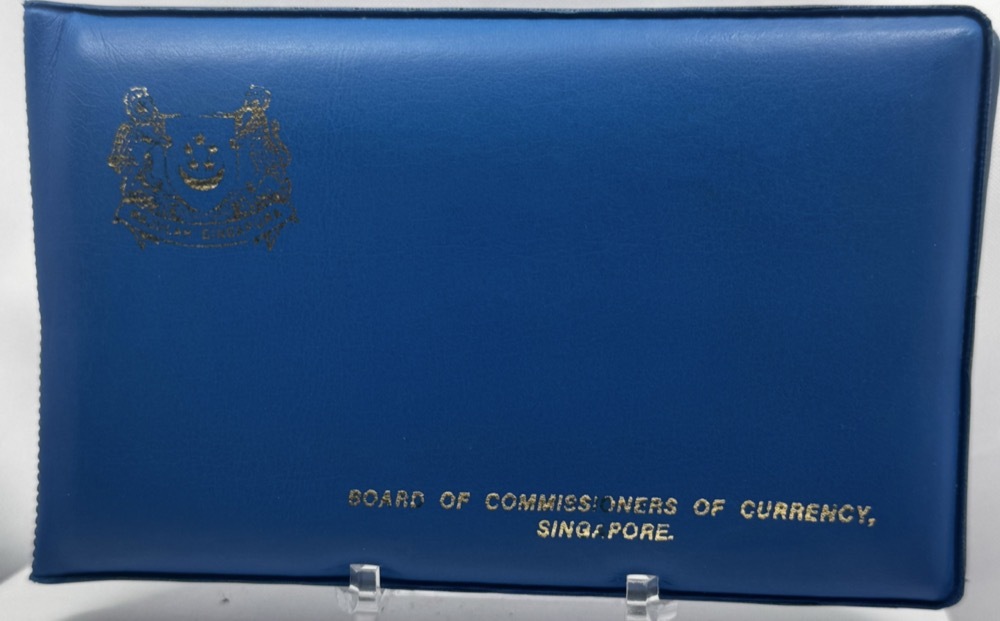 BOARD OF COMMISSIONERS OF CURRENCY,
SINGAPORE.